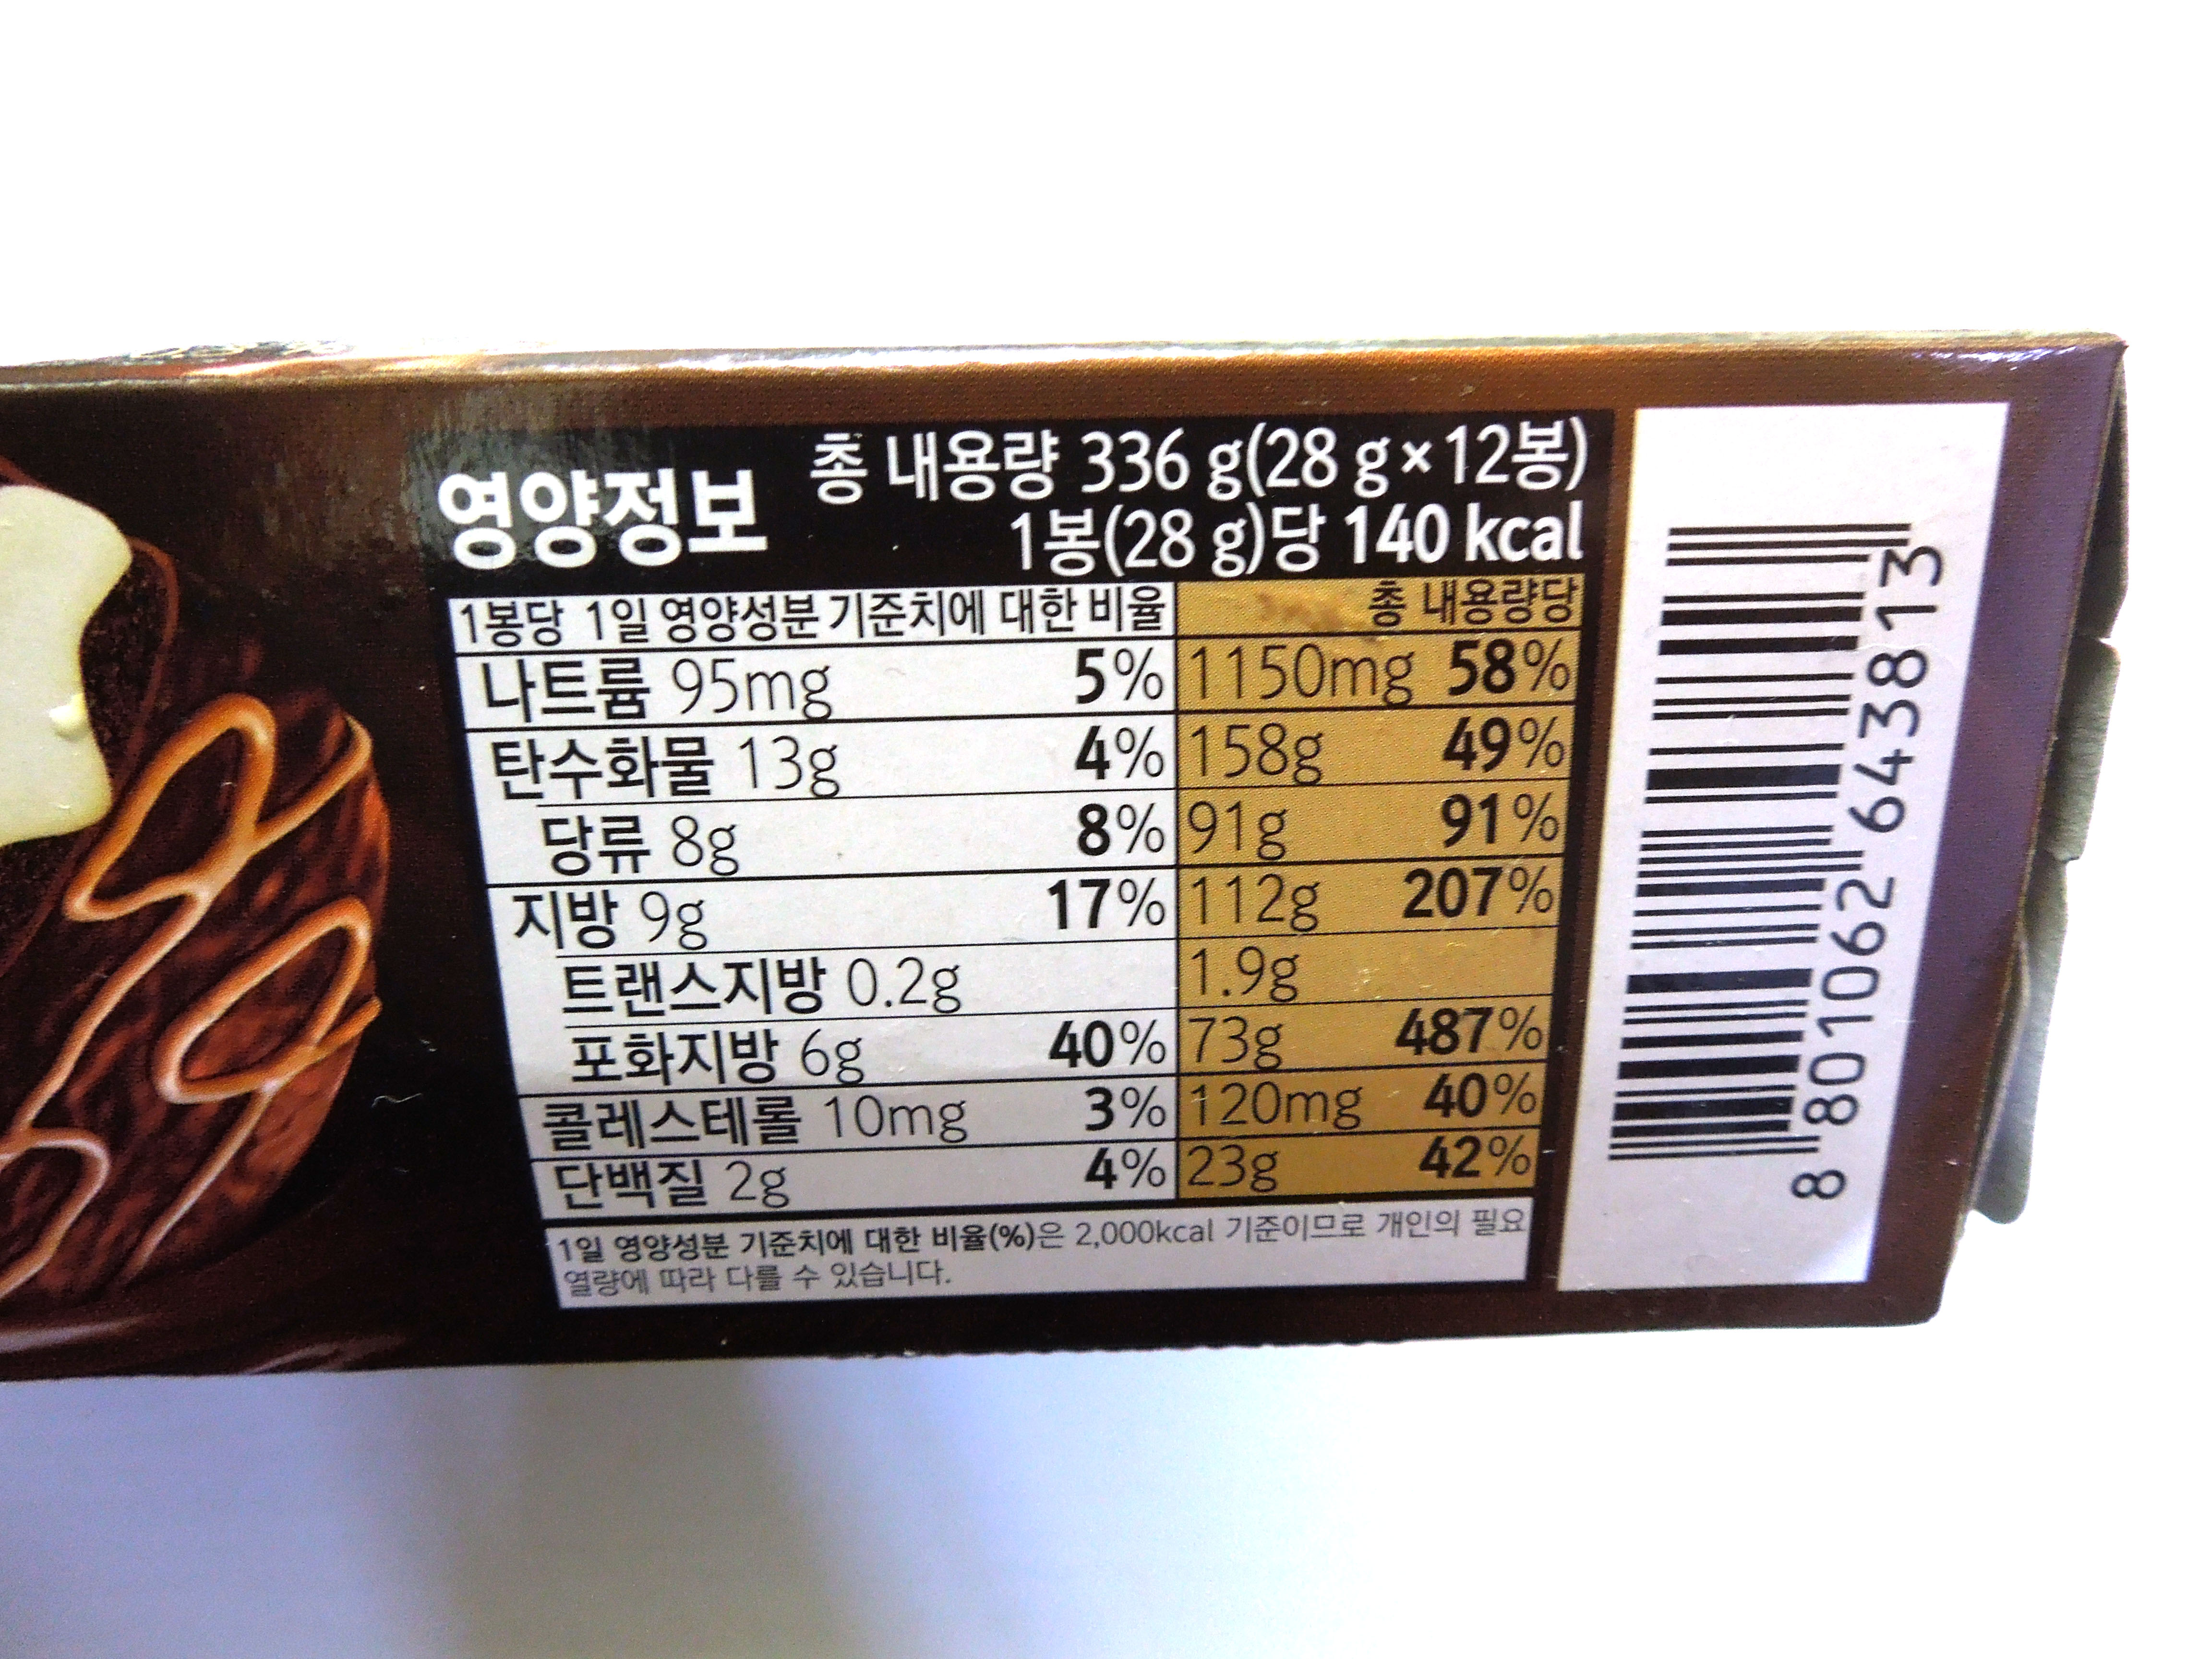 영양정보
총 내용량 336 g(28 g×12봉)
1봉(28 g)당 140 kcal
1봉당 1일 영양성분 기준치에 대한 비율 총 내용량당
나트륨 95mg 5% 1150mg 58%
탄수화물 13g 4% 158g 49%
당류 8g 8% 91g 91%
지방 9g 17% 112g 207%
트랜스지방 0.2g 1.9g
포화지방 6g 40% 73g 487%
콜레스테롤 10mg 3% 120mg 40%
단백질 2g 4% 23g 42%
1일 영양성분 기준치에 대한 비율(%)은 2,000kcal 기준이므로 개인의 필요
열량에 따라 다를 수 있습니다.
8 801062 643813